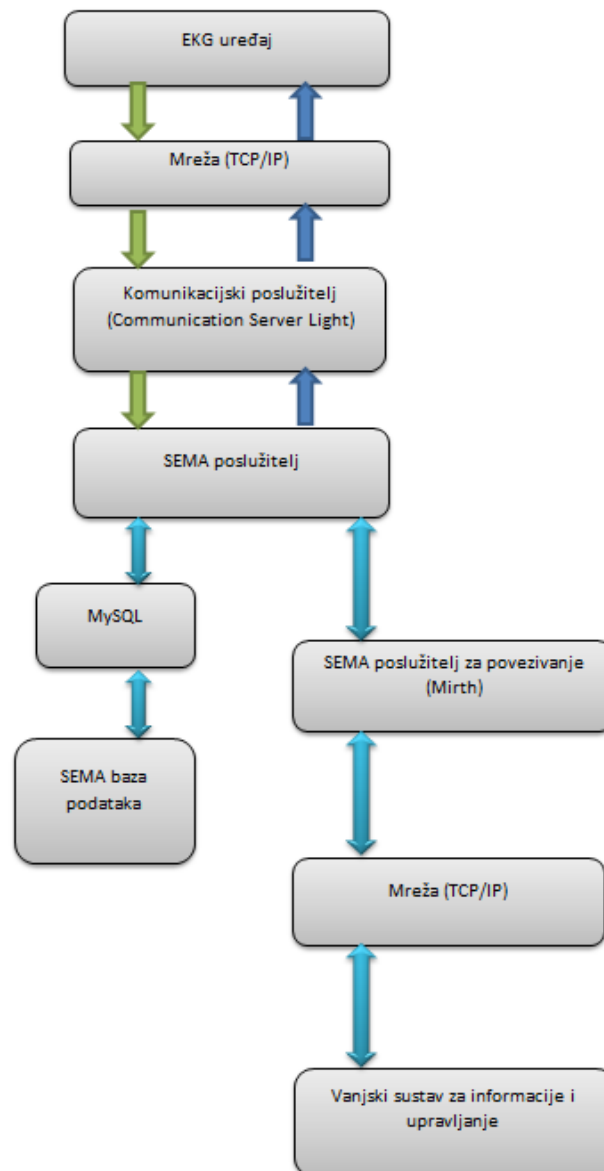 EKG uređaj
Mreža (TCP/IP)
Komunikacijski poslužitelj
(Communication Server Light)
SEMA poslužitelj
MySQL
SEMA poslužitelj za povezivanje
(Mirth)
SEMA baza
podataka
Mreža (TCP/IP)
Vanjski sustav za informacije i
upravljanje